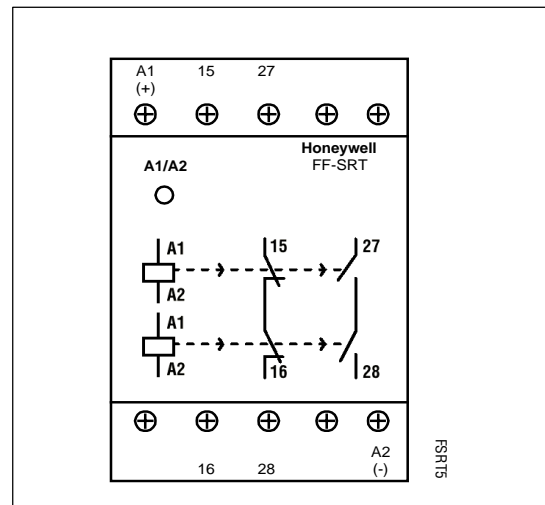 A1 15 27
(+)
Honeywell
A1/A2 FF-SRT
A1 15 27
A2
A1
A2 16 28
A2
(-)
16 28
FSRT5